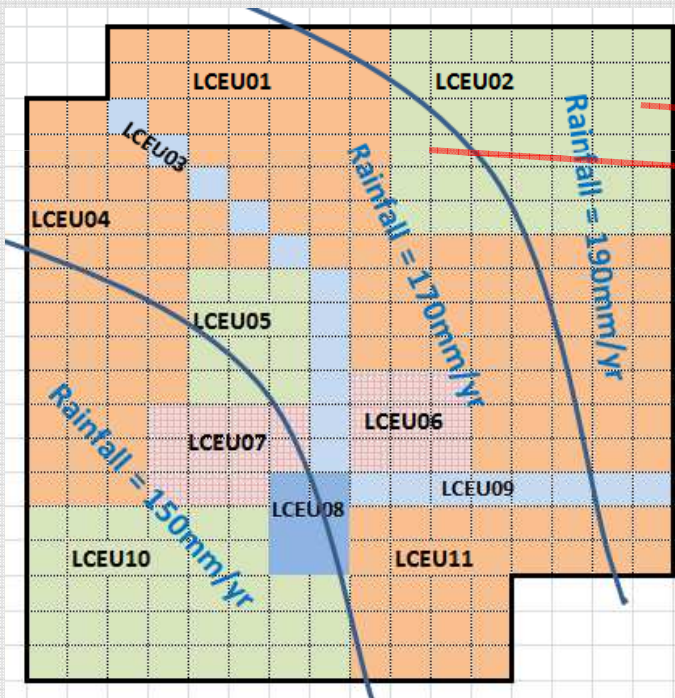 LCEU01
LCEU02
LCEU03
LCEU04
Rainfall = 170mm/yr
Rainfall = 190mm/yr
LCEU05
LCEU06
LCEU07
Rainfall = 150mm/yr
LCEU08
LCEU09
LCEU10
LCEU11